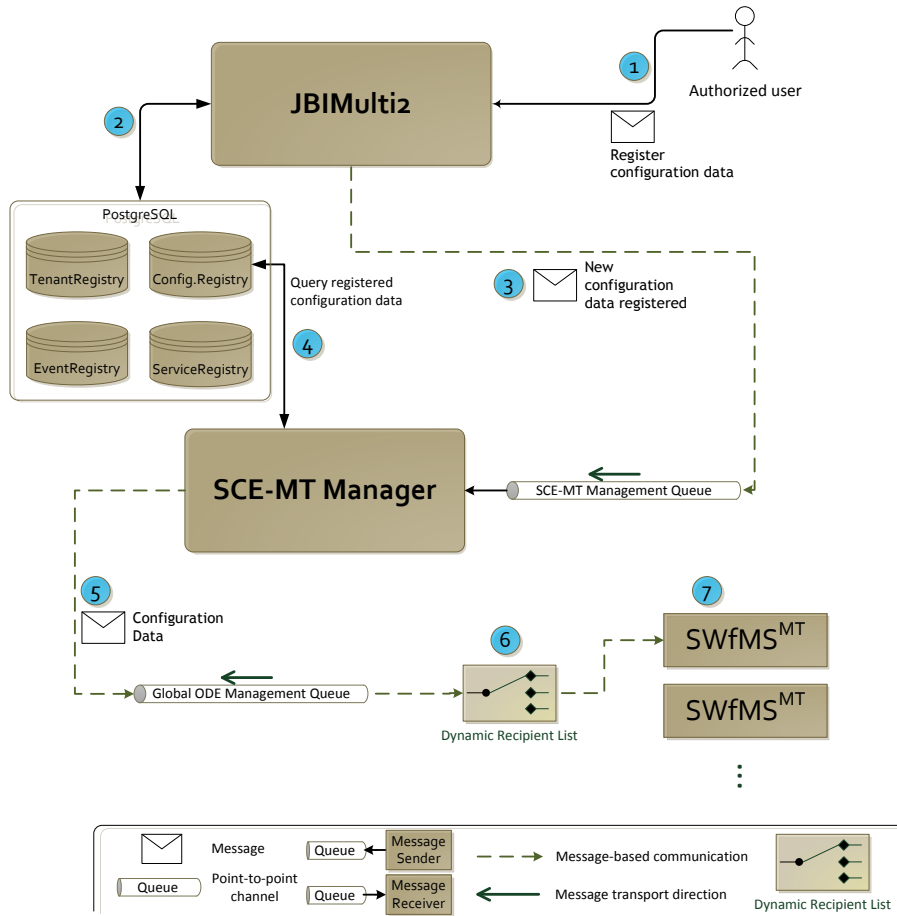 1
Authorized user
JBIMulti2
2
Register
configuration data
PostgreSQL
TenantRegistry
Config.Registry
EventRegistry
ServiceRegistry
Query registered
configuration data
3
New
configuration
data registered
4
SCE-MT Manager
SCE-MT Management Queue
5
Configuration
Data
6
7
SWfMS^MT
SWfMS^MT
Global ODE Management Queue
Dynamic Recipient List
Message
Queue
Message
Sender
Message-based communication
Queue
Point-to-point
channel
Queue
Message
Receiver
Message transport direction
Dynamic Recipient List